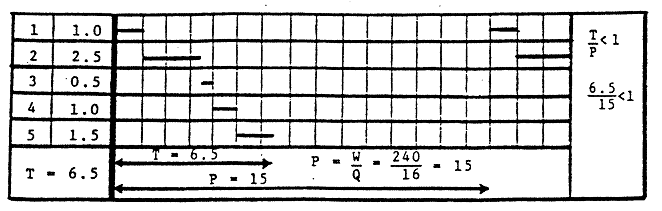 1 1.0
2 2.5
3 0.5
4 1.0
5 1.5
T = 6.5
T = 6.5
P = W/Q = 240/16 = 15
P = 15
T/P < 1
6.5/15 < 1